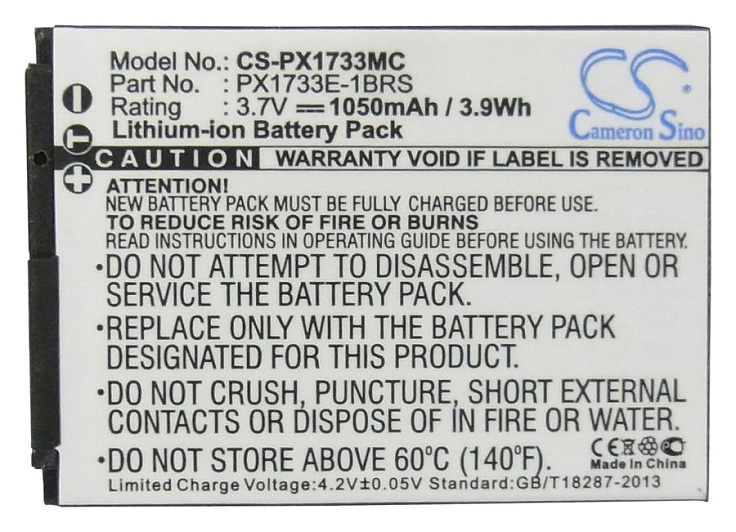 Model No.: CS-PX1733MC
Part No.: PX1733E-1BRS
Rating : 3.7V 1050mAh / 3.9Wh
Lithium-ion Battery Pack
CS
Cameron Sino
- T +
CAUTION WARRANTY VOID IF LABEL IS REMOVED
ATTENTION!
NEW BATTERY PACK MUST BE FULLY CHARGED BEFORE USE.
TO REDUCE RISK OF FIRE OR BURNS
READ INSTRUCTIONS IN OPERATING GUIDE BEFORE USING THE BATTERY.
•DO NOT ATTEMPT TO DISASSEMBLE, OPEN OR
SERVICE THE BATTERY PACK.
•REPLACE ONLY WITH THE BATTERY PACK
DESIGNATED FOR THIS PRODUCT.
•DO NOT CRUSH, PUNCTURE, SHORT EXTERNAL
CONTACTS OR DISPOSE OF IN FIRE OR WATER.
•DO NOT STORE ABOVE 60°C (140°F).
CE
Made In China
Limited Charge Voltage:4.2V±0.05V Standard:GB/T18287-2013